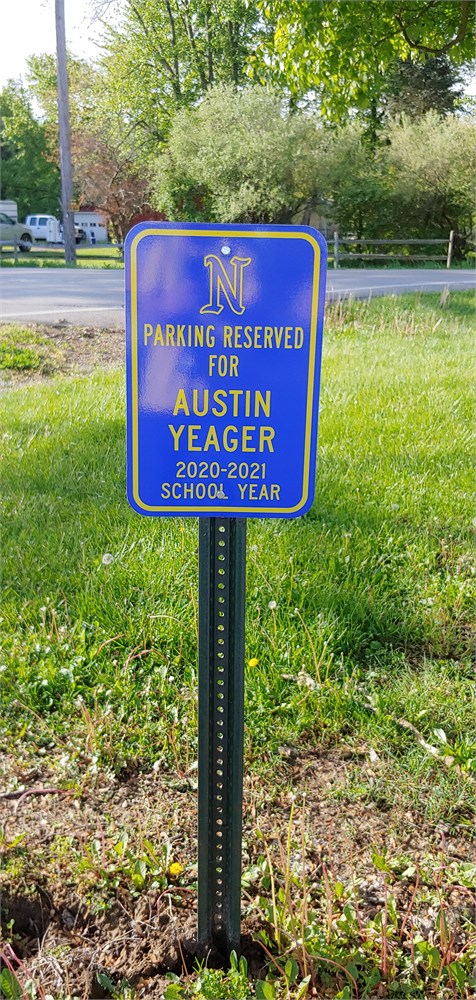 N
PARKING RESERVED
FOR
AUSTIN
YEAGER
2020-2021
SCHOOL YEAR